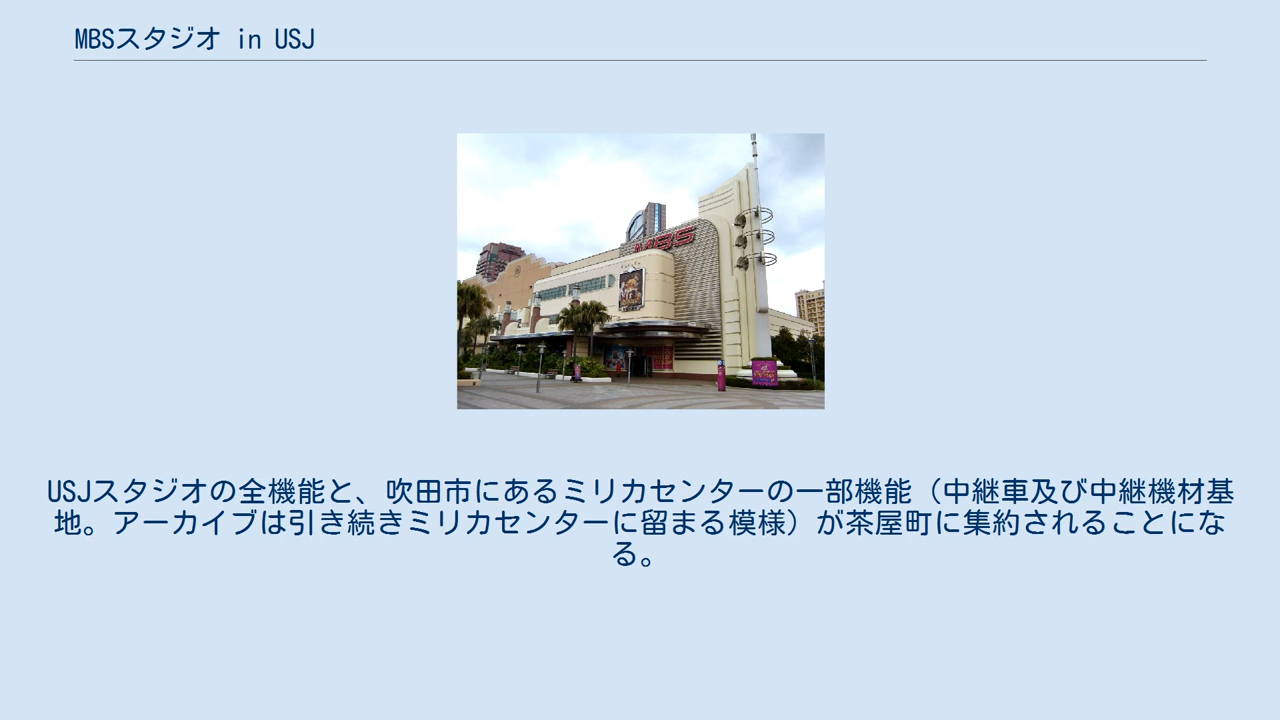 MBSスタジオ in USJ
MBS
USJスタジオの全機能と、吹田市にあるミリカセンターの一部機能（中継車及び中継機材基
地。アーカイブは引き続きミリカセンターに留まる模様）が茶屋町に集約されることにな
る。